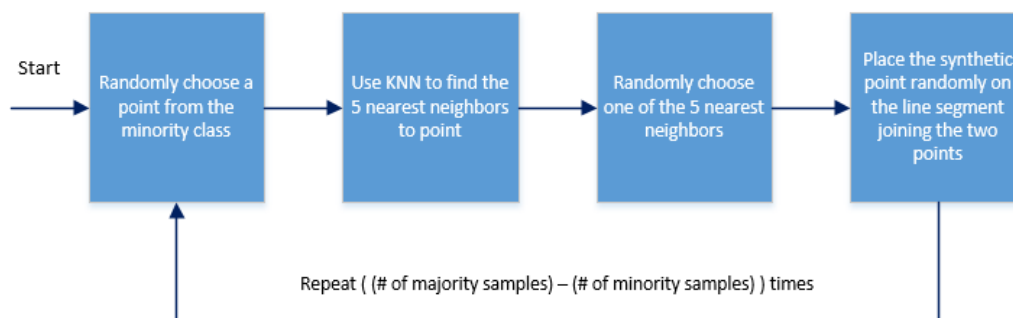 Start
Randomly choose a
point from the
minority class
Use KNN to find the
5 nearest neighbors
to point
Randomly choose
one of the 5 nearest
neighbors
Place the synthetic
point randomly on
the line segment
joining the two
points
Repeat ( (# of majority samples) – (# of minority samples) ) times